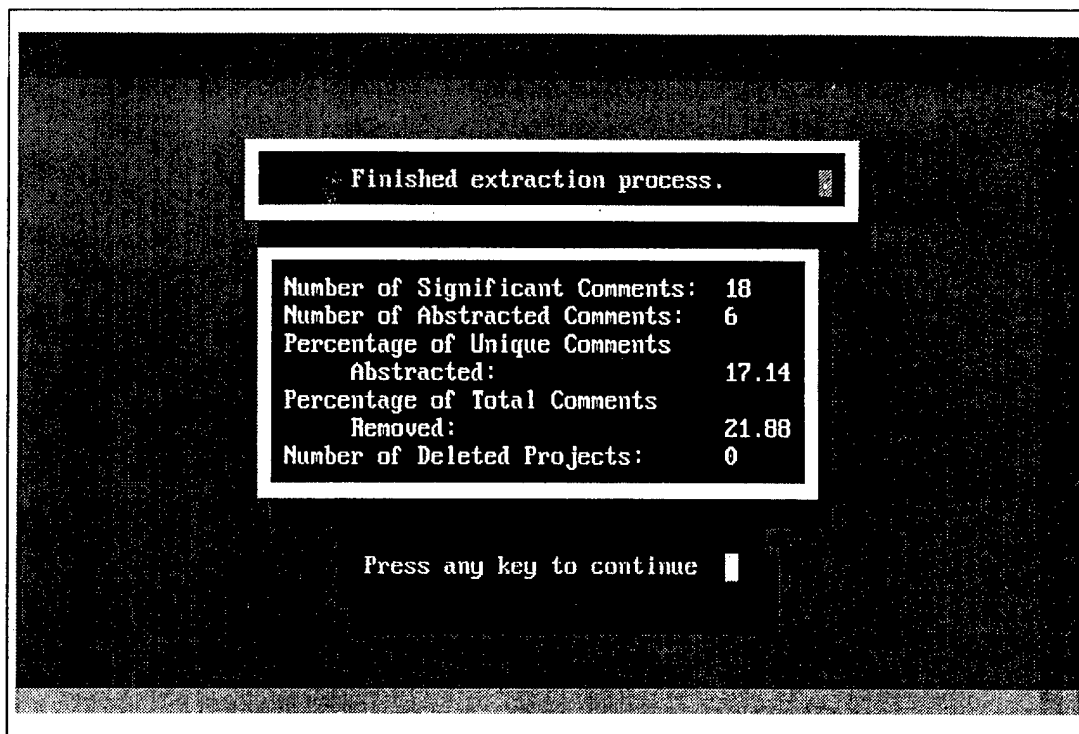 Finished extraction process.
Number of Significant Comments: 18
Number of Abstracted Comments: 6
Percentage of Unique Comments
Abstracted: 17.14
Percentage of Total Comments
Removed: 21.88
Number of Deleted Projects: 0
Press any key to continue